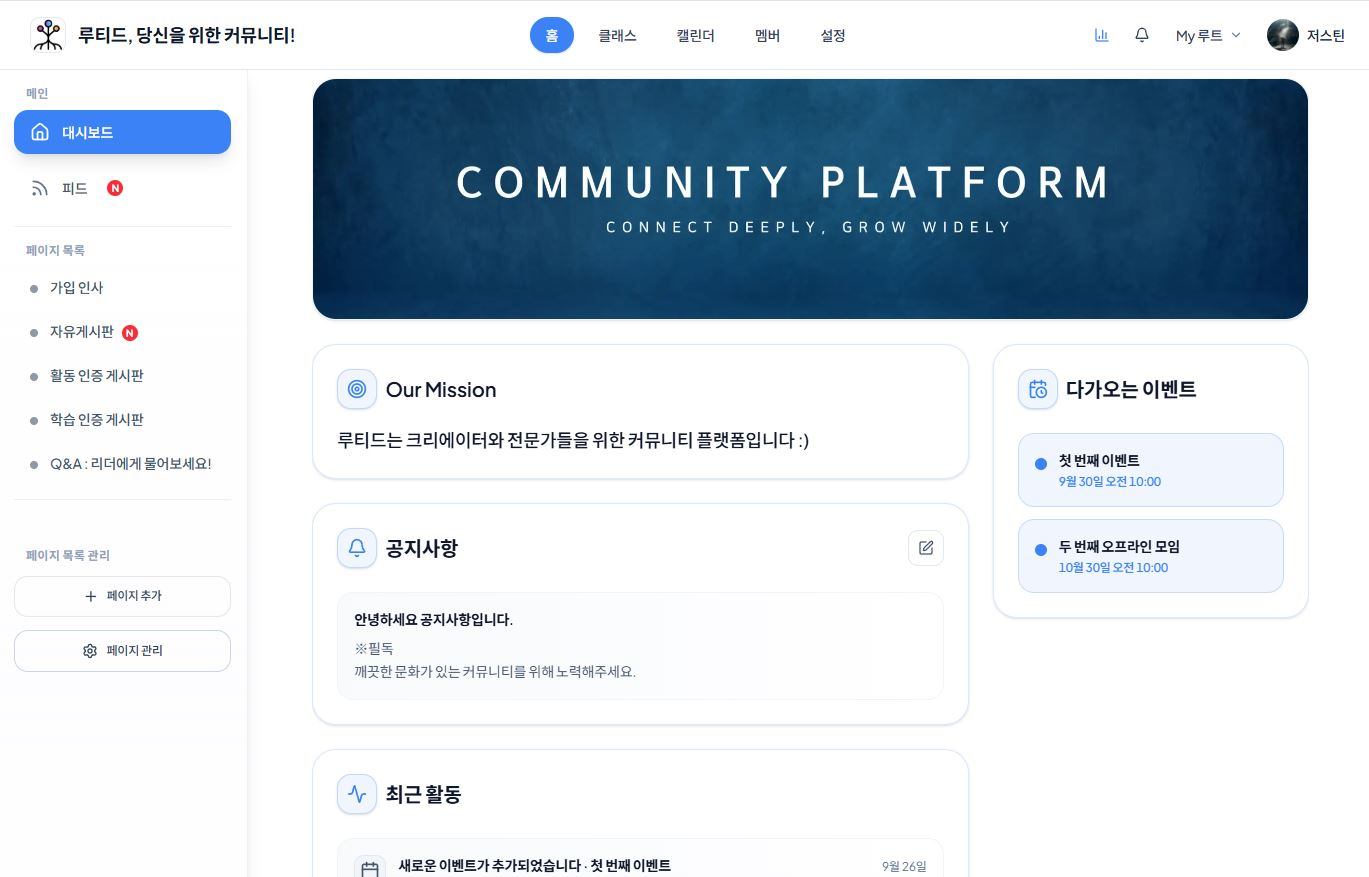 루티드, 당신을 위한 커뮤니티!
홈
클래스
캘린더
멤버
설정
My 루트
저스틴
메인
대시보드
피드
N
페이지 목록
가입 인사
자유게시판
N
활동 인증 게시판
학습 인증 게시판
Q&A : 리더에게 물어보세요!
페이지 목록 관리
페이지 추가
페이지 관리
COMMUNITY PLATFORM
CONNECT DEEPLY, GROW WIDELY
Our Mission
루티드는 크리에이터와 전문가들을 위한 커뮤니티 플랫폼입니다 :)
공지사항
안녕하세요 공지사항입니다.
※필독
깨끗한 문화가 있는 커뮤니티를 위해 노력해주세요.
최근 활동
새로운 이벤트가 추가되었습니다 · 첫 번째 이벤트
9월 26일
다가오는 이벤트
첫 번째 이벤트
9월 30일 오전 10:00
두 번째 오프라인 모임
10월 30일 오전 10:00